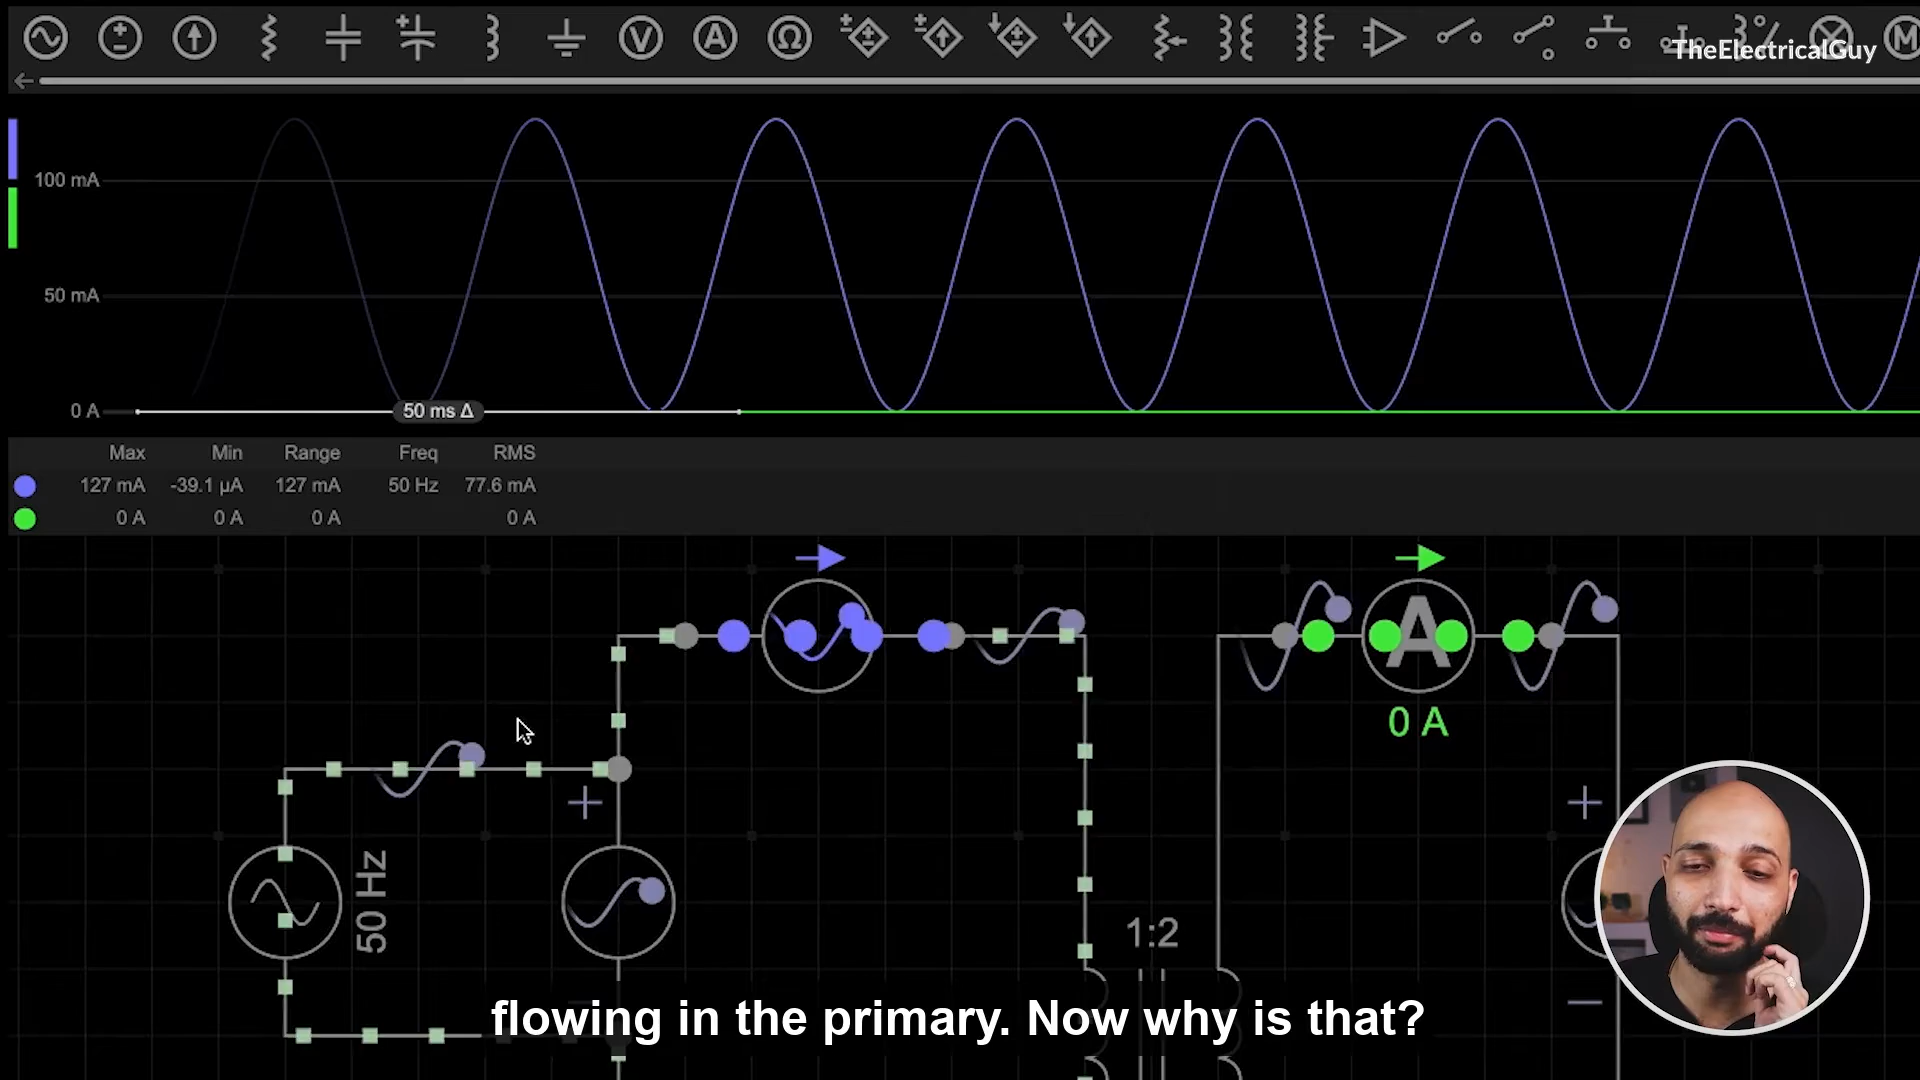 V A Ω M
TheElectricalGuy
100 mA
50 mA
0 A
50 ms Δ
Max Min Range Freq RMS
127 mA -39.1 µA 127 mA 50 Hz 77.6 mA
0 A 0 A 0 A 0 A
A
0 A
50 Hz
1:2
flowing in the primary. Now why is that?